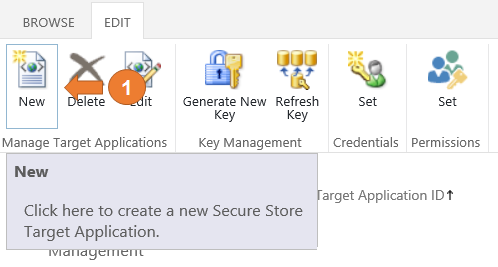 BROWSE EDIT
New Delete Edit Generate New Key Refresh Key Set Set
1
Manage Target Applications Key Management Credentials Permissions
New
Target Application ID↑
Click here to create a new Secure Store
Target Application.
Management